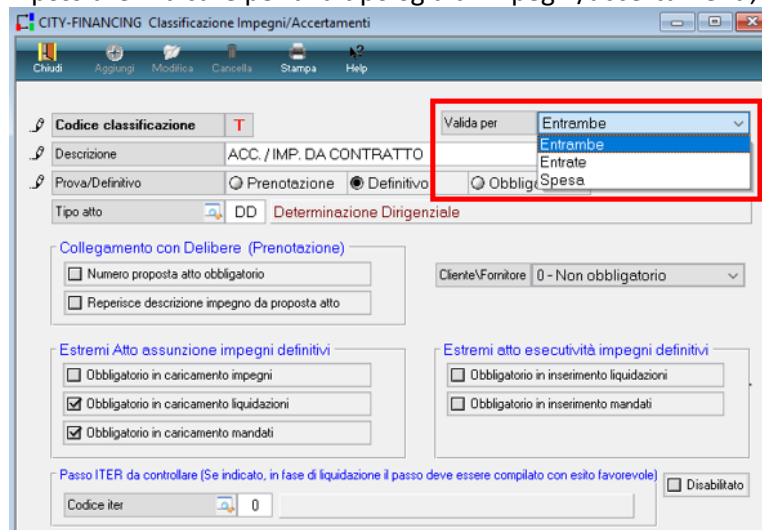 CITY-FINANCING Classificazione Impegni/Accertamenti
Chiudi Aggiungi Modifica Cancella Stampa Help
Codice classificazione T Valida per Entrambe
Entrambe
Descrizione ACC. / IMP. DA CONTRATTO Entrate
Prova/Definitivo Prenotazione Definitivo Obblig Spesa
Tipo atto DD Determinazione Dirigenziale
Collegamento con Delibere (Prenotazione)
Numero proposta atto obbligatorio Cliente\Fornitore 0 - Non obbligatorio
Reperisce descrizione impegno da proposta atto
Estremi Atto assunzione impegni definitivi Estremi atto esecutività impegni definitivi
Obbligatorio in caricamento impegni Obbligatorio in inserimento liquidazioni
Obbligatorio in caricamento liquidazioni Obbligatorio in inserimento mandati
Obbligatorio in caricamento mandati
Passo ITER da controllare (Se indicato, in fase di liquidazione il passo deve essere compilato con esito favorevole) Disabilitato
Codice iter 0